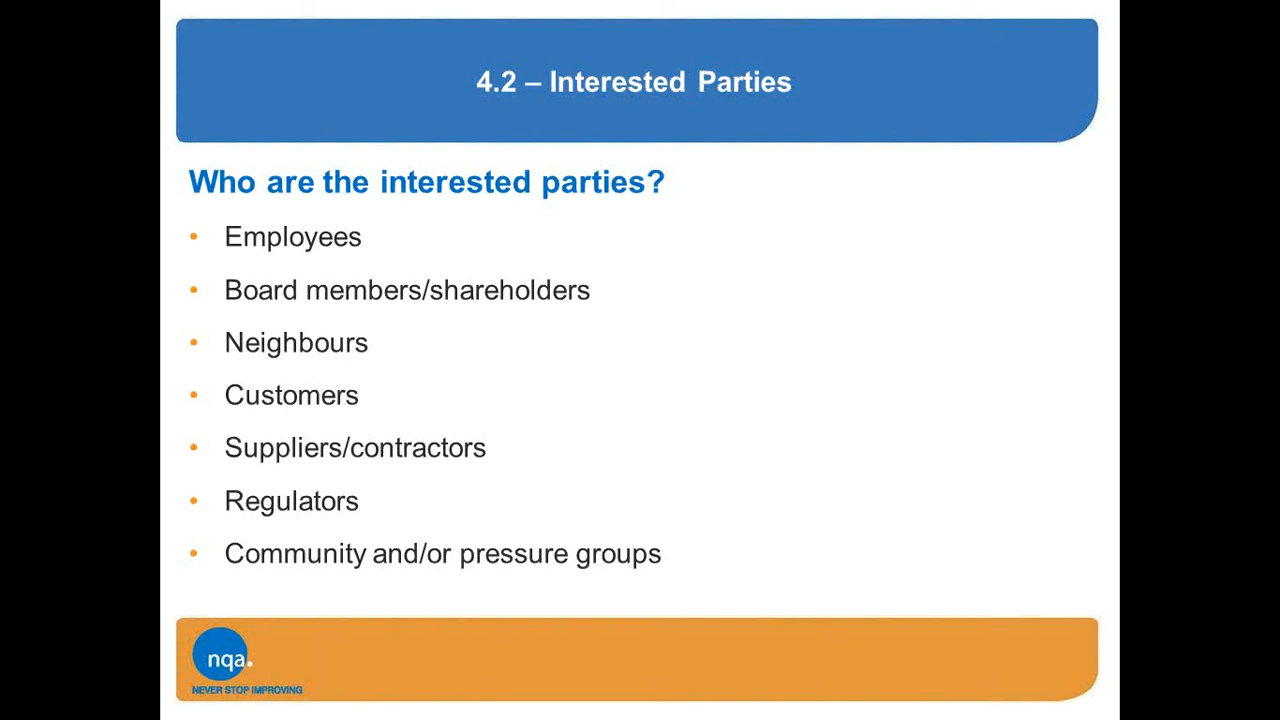 4.2 – Interested Parties
Who are the interested parties?
• Employees
• Board members/shareholders
• Neighbours
• Customers
• Suppliers/contractors
• Regulators
• Community and/or pressure groups
nqa.
NEVER STOP IMPROVING